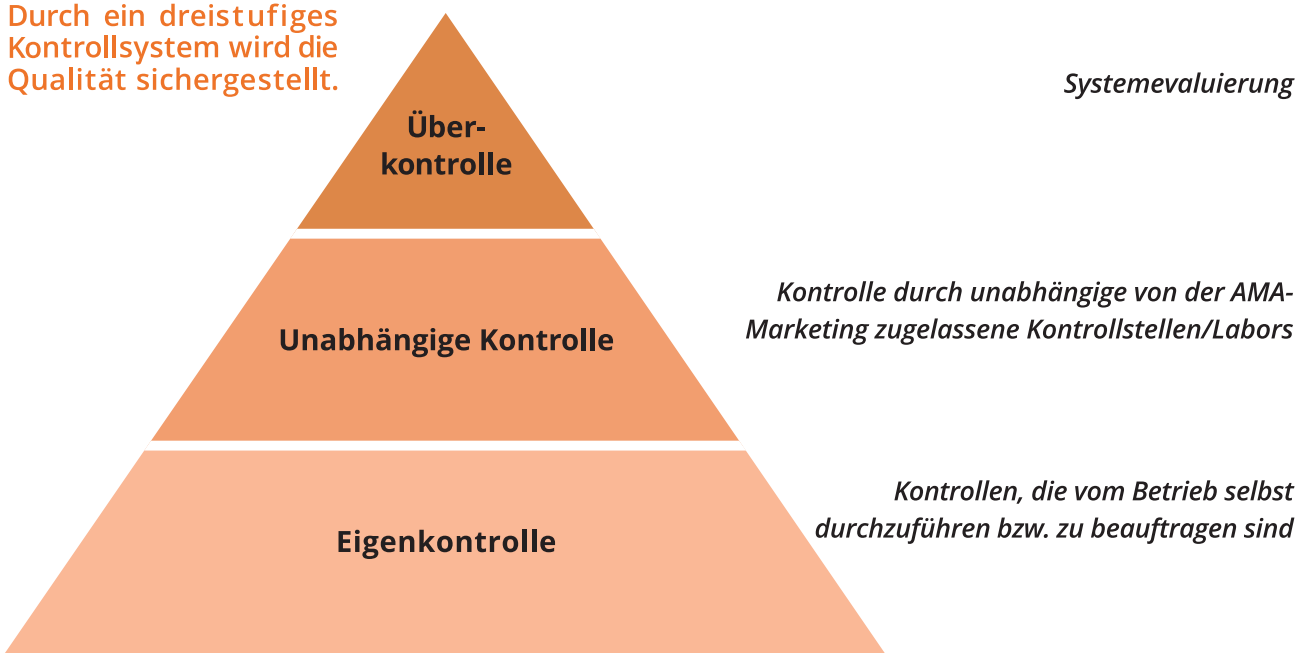 Durch ein dreistufiges
Kontrollsystem wird die
Qualität sichergestellt.
Systemevaluierung
Über-
kontrolle
Kontrolle durch unabhängige von der AMA-
Marketing zugelassene Kontrollstellen/Labors
Unabhängige Kontrolle
Kontrollen, die vom Betrieb selbst
durchzuführen bzw. zu beauftragen sind
Eigenkontrolle